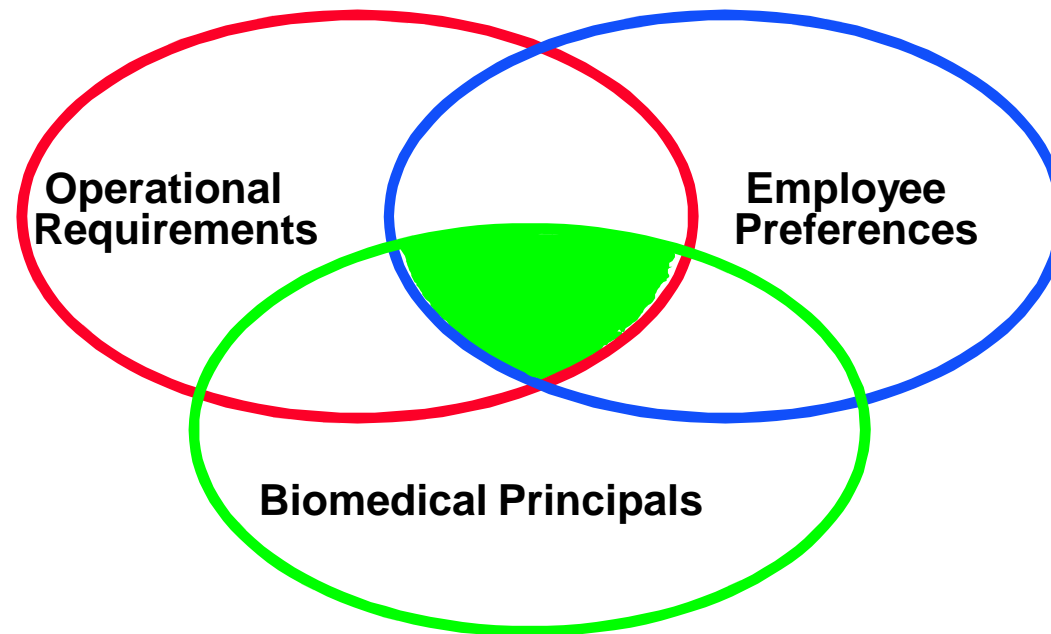 Operational
Requirements
Employee
Preferences
Biomedical Principals